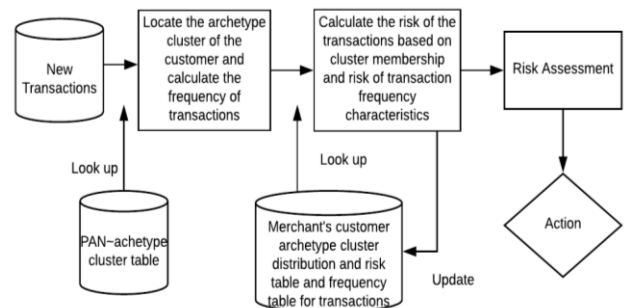 New
Transactions
Locate the archetype
cluster of the
customer and
calculate the
frequency of
transactions
Calculate the risk of the
transactions based on
cluster membership
and risk of transaction
frequency
characteristics
Risk Assessment
Look up
Look up
PAN~achetype
cluster table
Merchant's customer
archetype cluster
distribution and risk
table and frequency
table for transactions
Update
Action